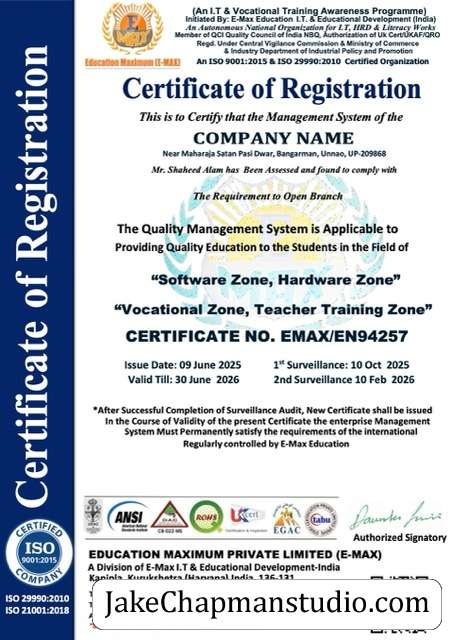 (An I.T & Vocational Training Awareness Programme)
Initiated By: E-Max Education I.T. & Educational Development (India)
An Autonomous National Organization for I.T, HRD & Literacy Works
Member of QCI Quality Council of India NBQ, Authorization of Uk Cert/UKAF/QRO
Regd. Under Central Vigilance Commission & Ministry of Commerce
& Industry Department of Industrial Policy and Promotion
An ISO 9001:2015 & ISO 29990:2010 Certified Organization
E
MAX
Education Maximum (E-MAX)
Certificate of Registration
Certificate of Registration
This is to Certify that the Management System of the
COMPANY NAME
Near Maharaja Satan Pasi Dwar, Bangarman, Unnao, UP-209868
Mr. Shaheed Alam has Been Assessed and found to comply with
The Requirement to Open Branch
MAX
The Quality Management System is Applicable to
Providing Quality Education to the Students in the Field of
“Software Zone, Hardware Zone”
“Vocational Zone, Teacher Training Zone”
CERTIFICATE NO. EMAX/EN94257
Issue Date: 09 June 2025 1st Surveillance: 10 Oct 2025
Valid Till: 30 June 2026 2nd Surveillance 10 Feb 2026
*After Successful Completion of Surveillance Audit, New Certificate shall be issued
In the Course of Validity of the present Certificate the enterprise Management
System Must Permanently satisfy the requirements of the international
Regularly controlled by E-Max Education
ANSI
DAC
CB-022-MS
ROHS
UKcert
EGAC
tabu
Authorized Signatory
CERTIFIED
ISO
9001:2015
COMPANY
ISO 29990:2010
ISO 21001:2018
EDUCATION MAXIMUM PRIVATE LIMITED (E-MAX)
A Division of E-Max I.T & Educational Development-India
Kapipla, Kurukshetra (Haryana) India, 136-131
JakeChapmanstudio.com